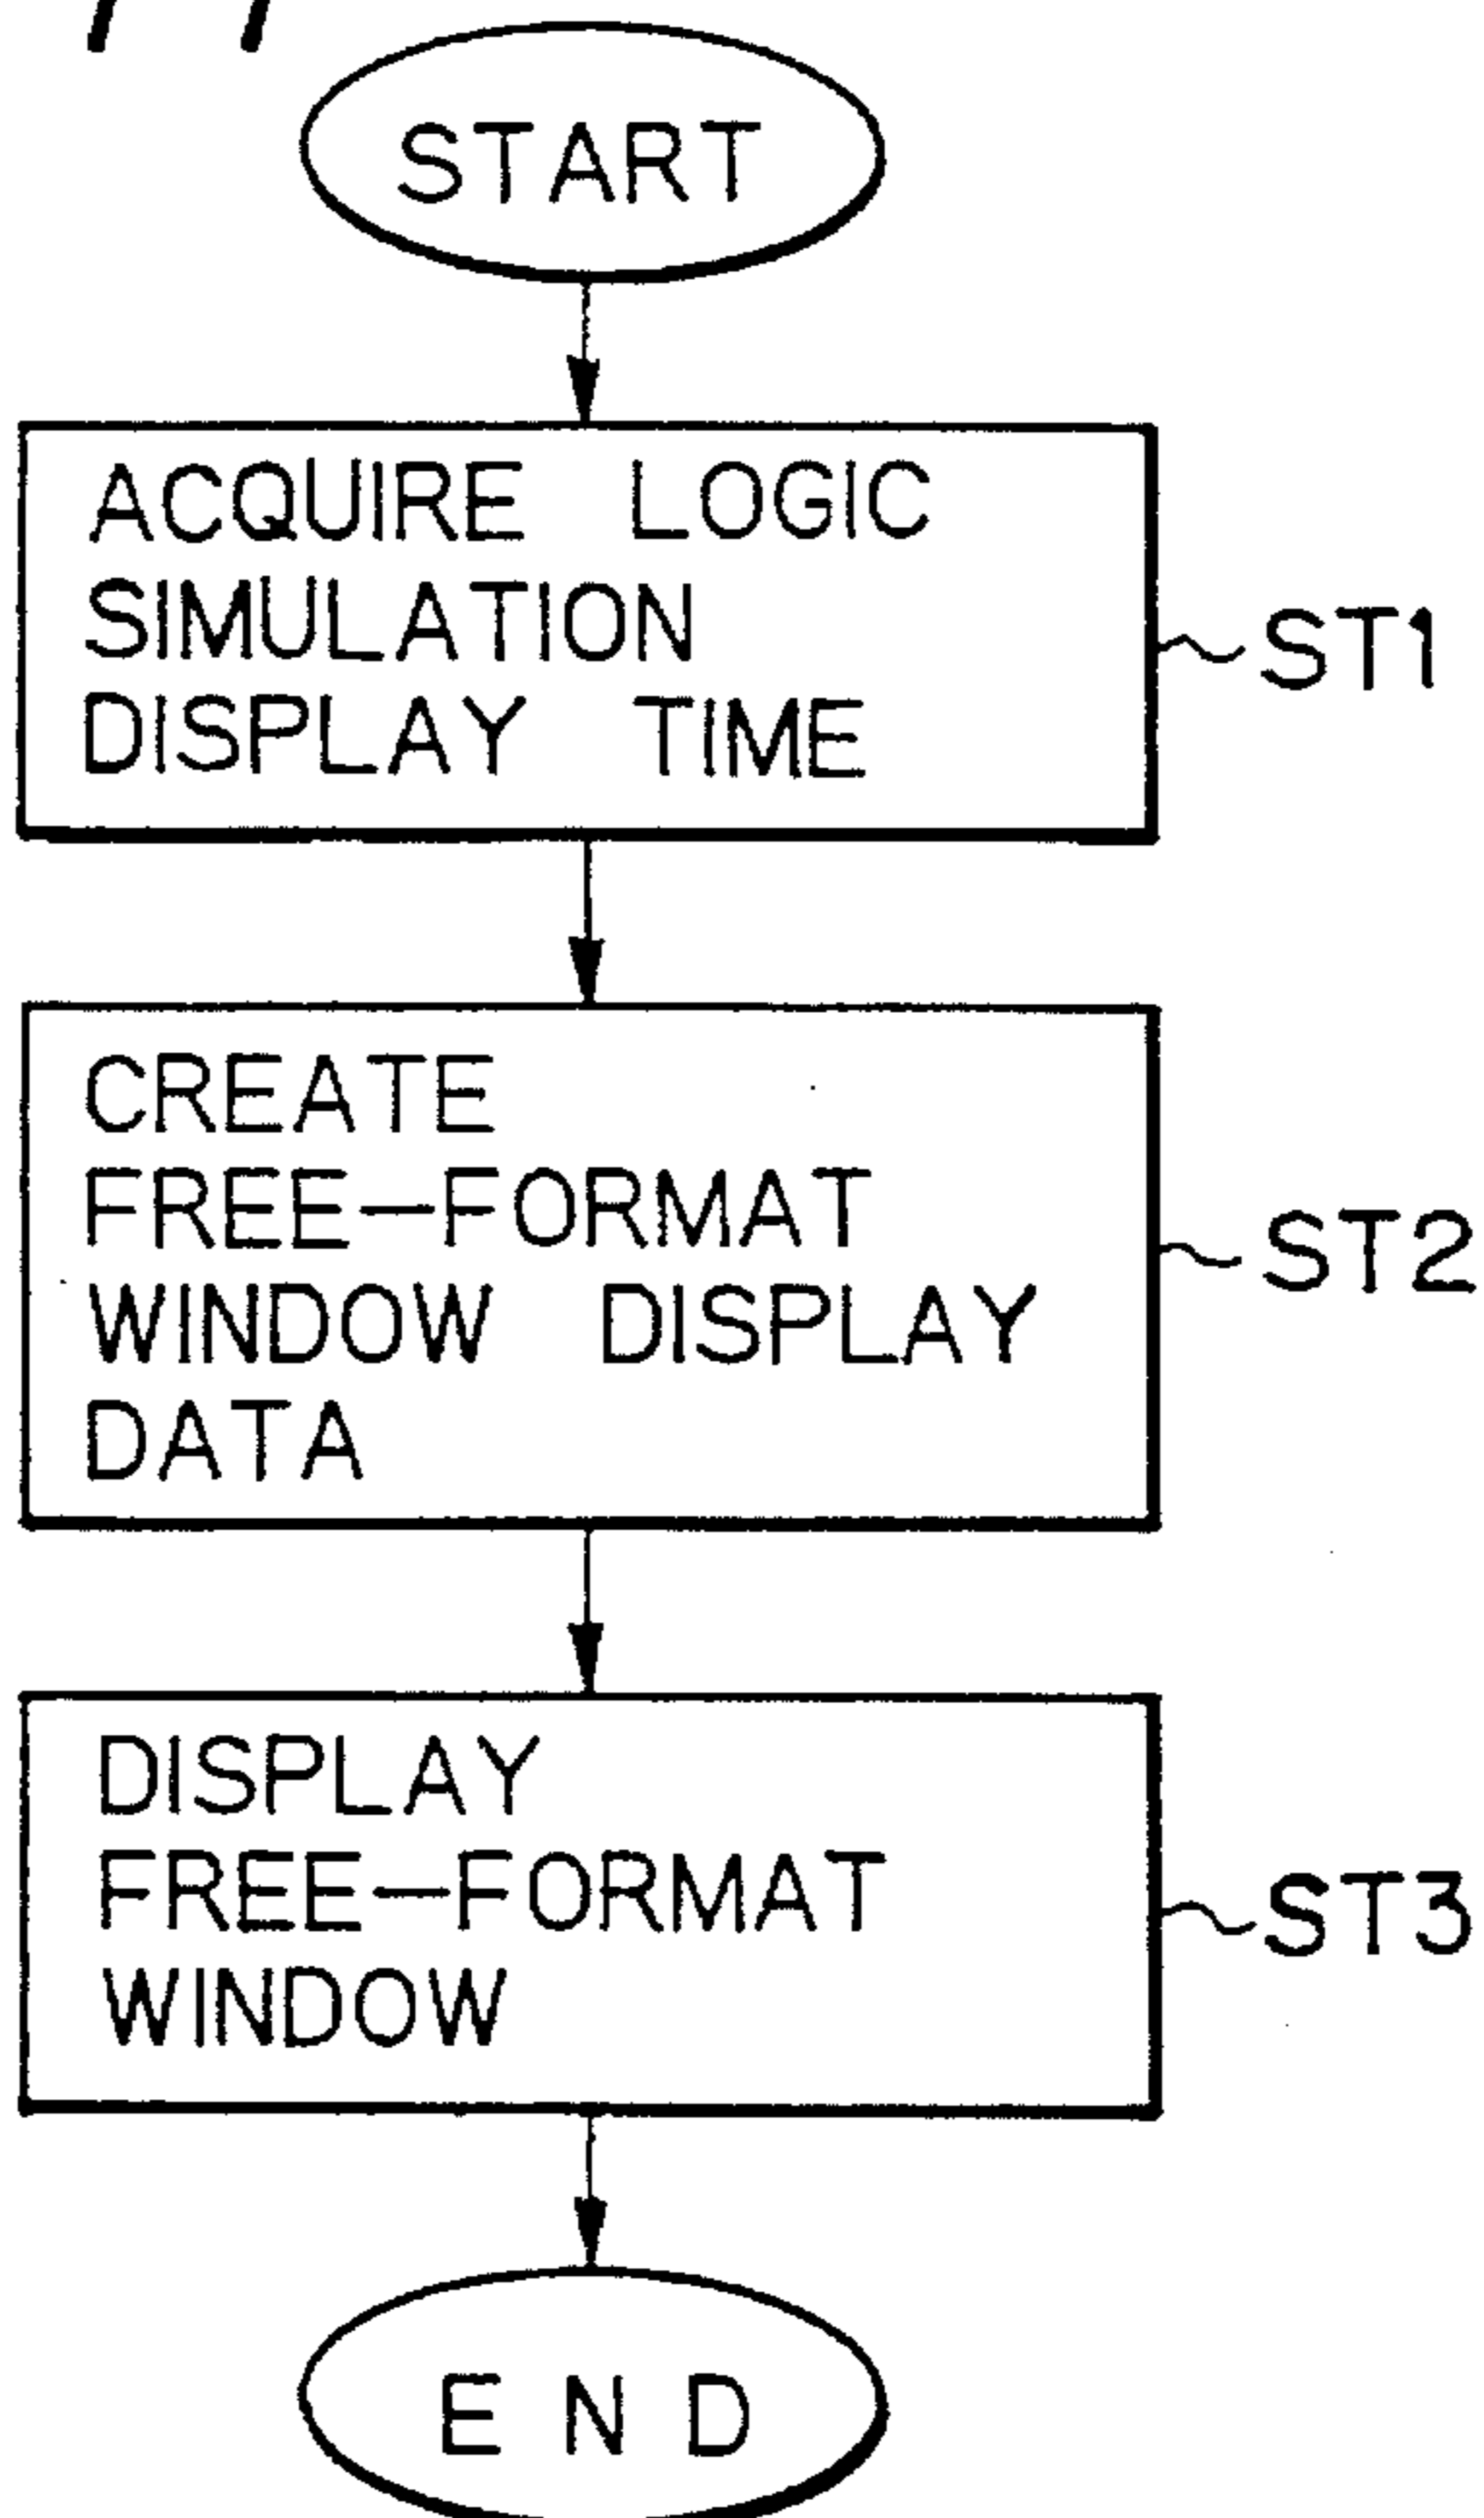 START
ACQUIRE LOGIC
SIMULATION
DISPLAY TIME
ST1
CREATE
FREE-FORMAT
WINDOW DISPLAY
DATA
ST2
DISPLAY
FREE-FORMAT
WINDOW
ST3
END